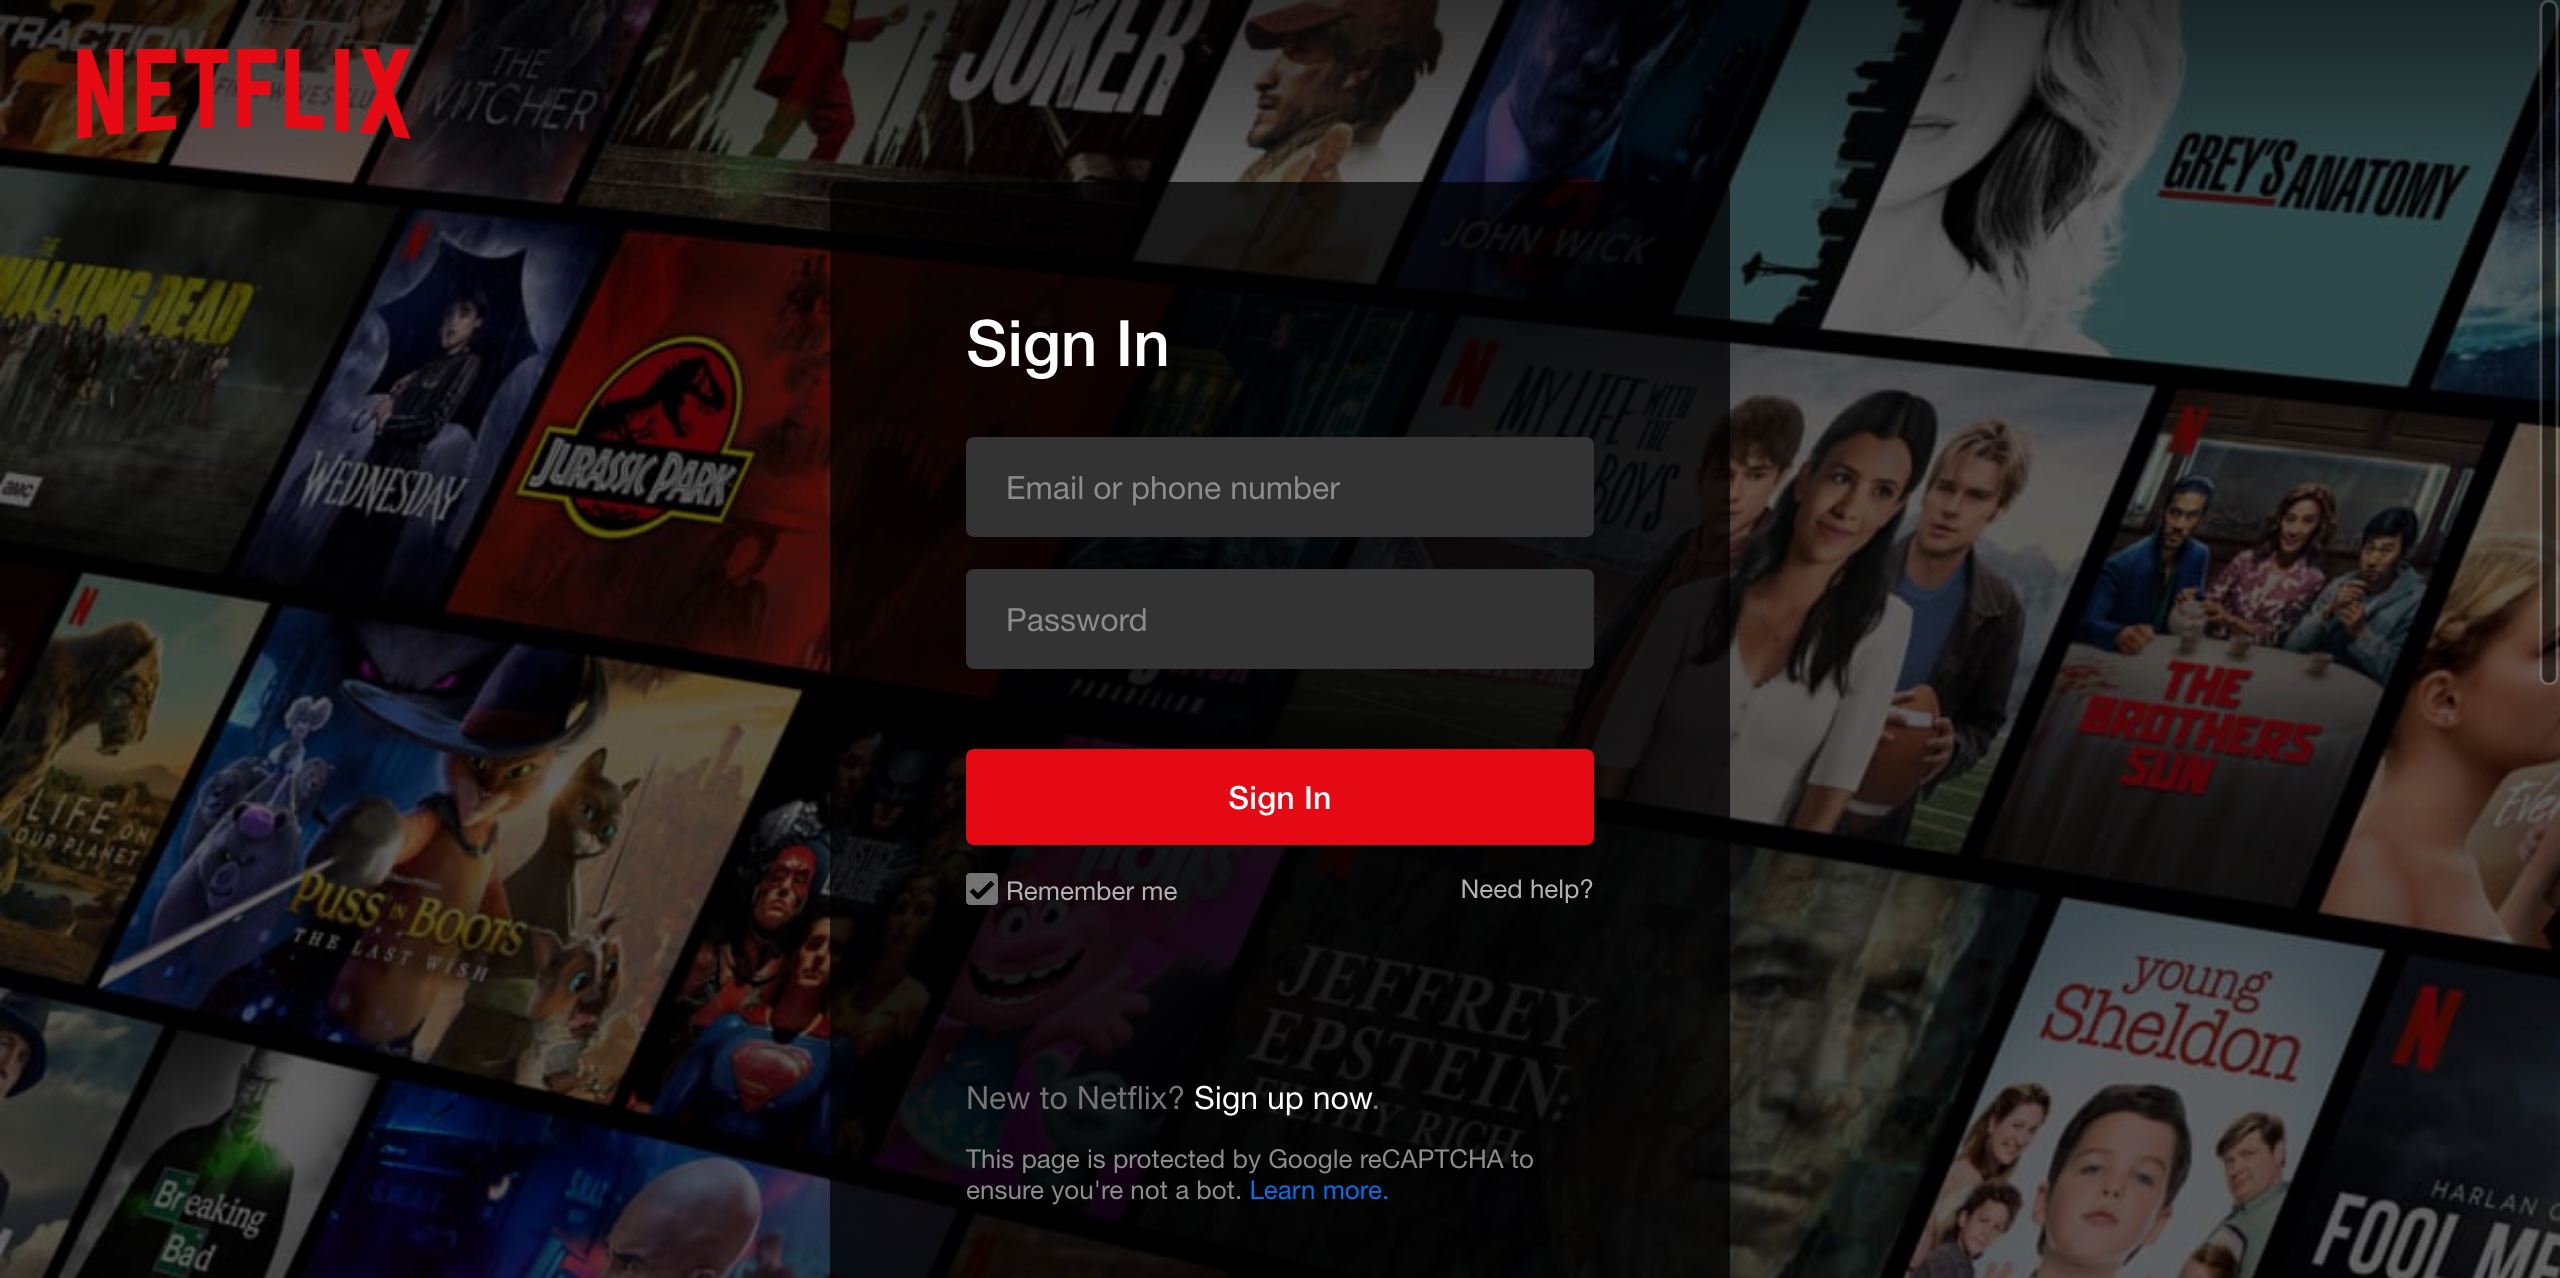 NETFLIX
THE
WITCHER
JOKER
JOHN WICK
GREY'S ANATOMY
THE
WALKING DEAD
amc
WEDNESDAY
JURASSIC PARK
Sign In
Email or phone number
Password
Sign In
Remember me
Need help?
New to Netflix? Sign up now.
This page is protected by Google reCAPTCHA to
ensure you're not a bot. Learn more.
N
MY LIFE WITH
THE
BOYS
N
THE
BROTHERS
SUN
N
LIFE ON
OUR PLANET
PUSS IN BOOTS
THE LAST WISH
JUSTICE
LEAGUE
JEFFREY
EPSTEIN:
FILTHY RICH
young
Sheldon
N
HARLAN
FOOL ME
Breaking
Bad